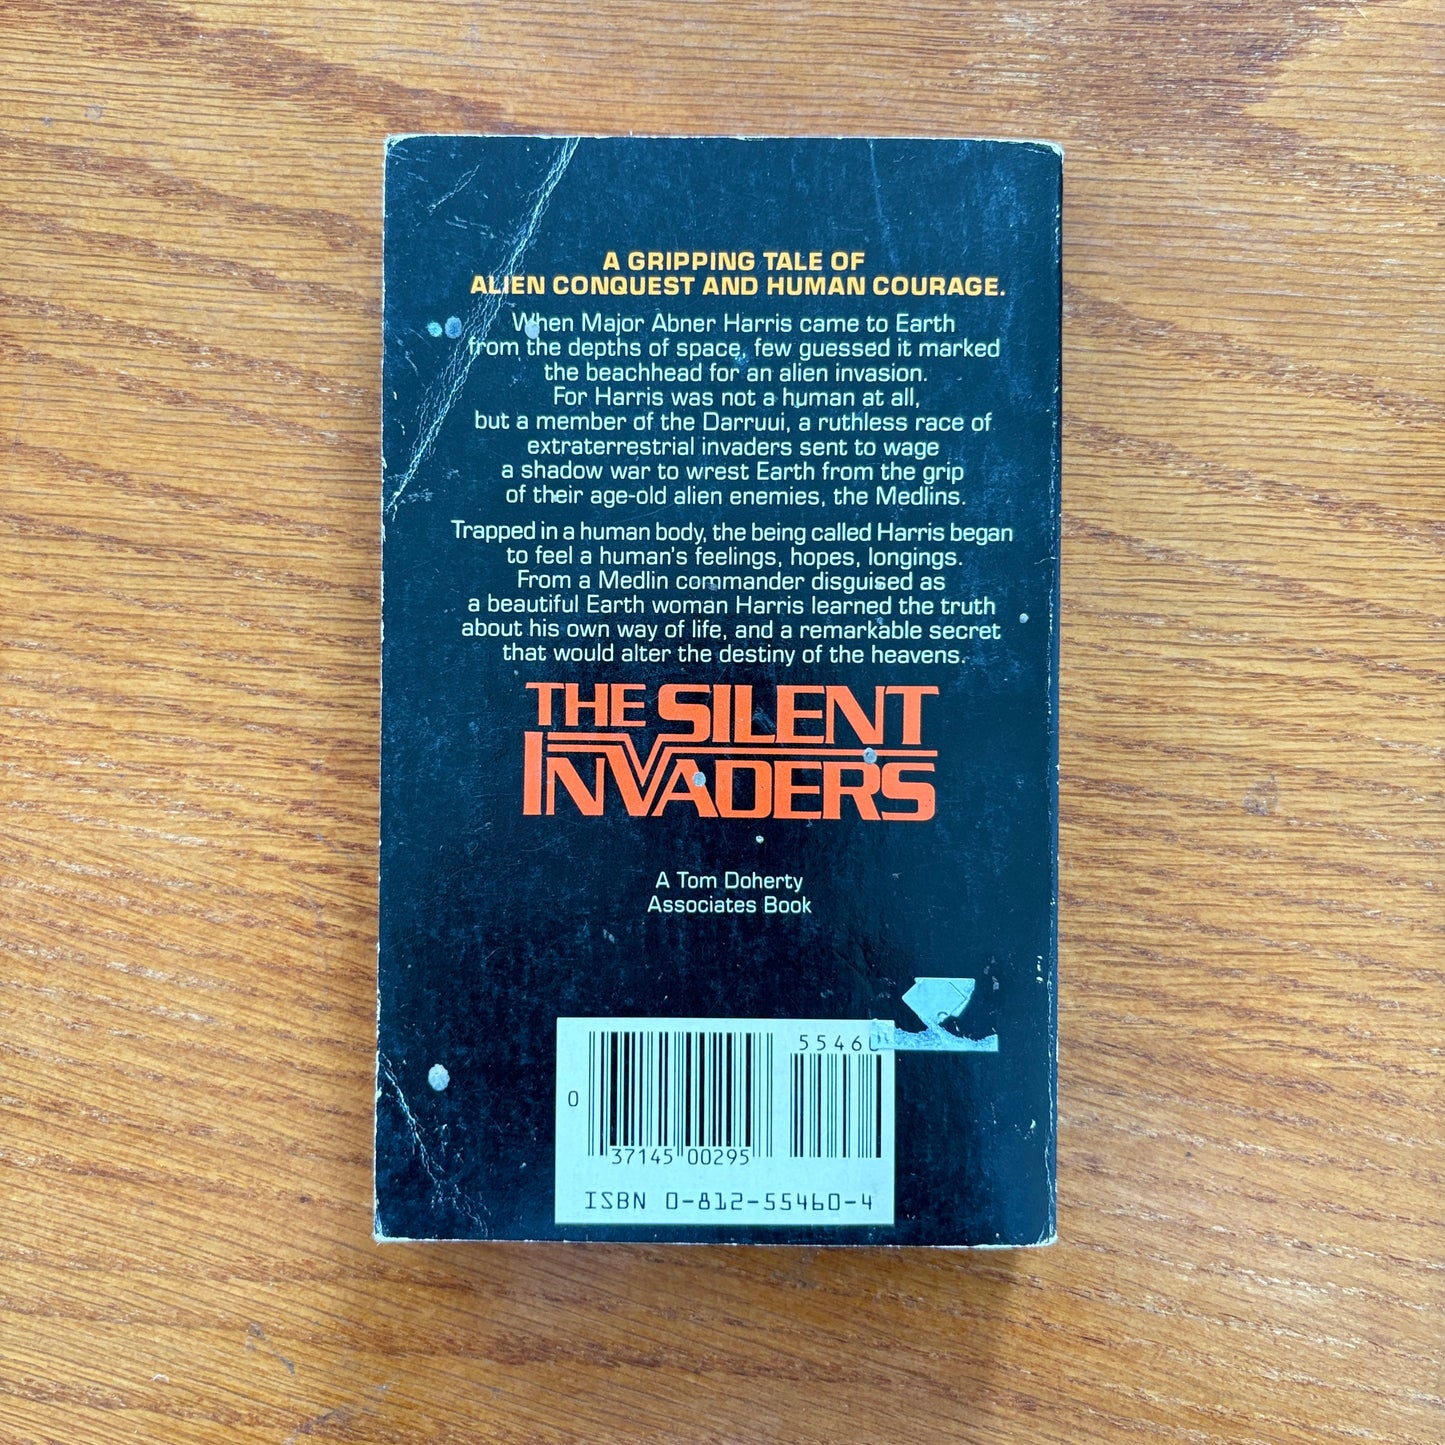 A GRIPPING TALE OF
ALIEN CONQUEST AND HUMAN COURAGE.
When Major Abner Harris came to Earth
from the depths of space, few guessed it marked
the beachhead for an alien invasion.
For Harris was not a human at all,
but a member of the Darruui, a ruthless race of
extraterrestrial invaders sent to wage
a shadow war to wrest Earth from the grip
of their age-old alien enemies, the Medlins.
Trapped in a human body, the being called Harris began
to feel a human's feelings, hopes, longings.
From a Medlin commander disguised as
a beautiful Earth woman Harris learned the truth
about his own way of life, and a remarkable secret
that would alter the destiny of the heavens.
THE SILENT
INVADERS
A Tom Doherty
Associates Book
55460
0
37145 00295
ISBN 0-812-55460-4